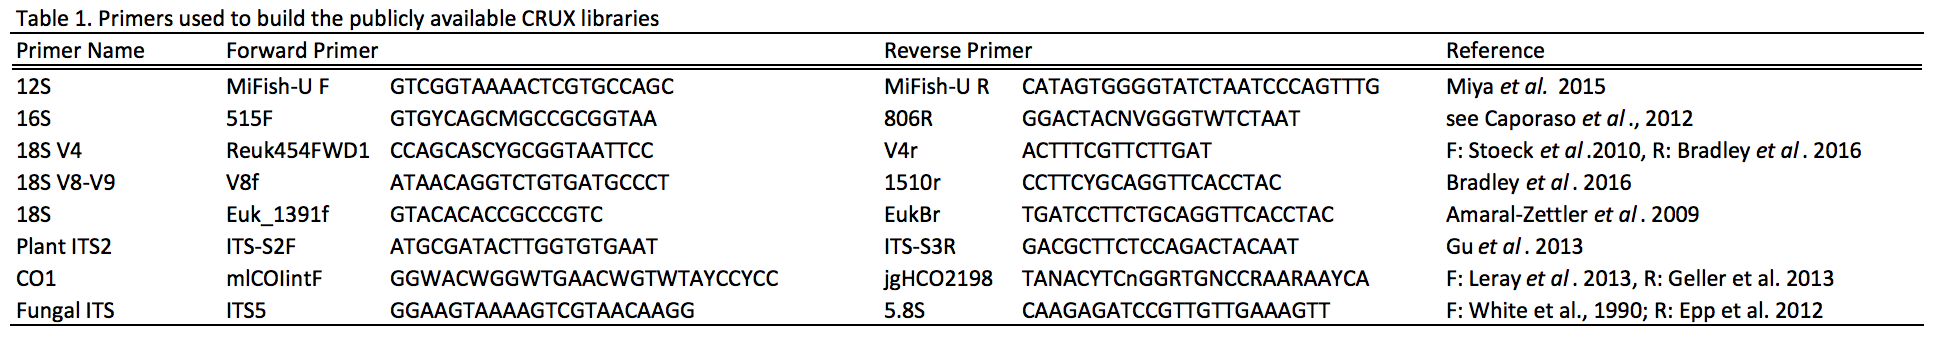 Table 1. Primers used to build the publicly available CRUX libraries
Primer Name Forward Primer Reverse Primer Reference
12S MiFish-U F GTCGGTAAAACTCGTGCCAGC MiFish-U R CATAGTGGGGTATCTAATCCCAGTTTG Miya et al. 2015
16S 515F GTGYCAGCMGCCGCGGTAA 806R GGACTACNVGGGTWTCTAAT see Caporaso et al., 2012
18S V4 Reuk454FWD1 CCAGCASCYGCGGTAATTCC V4r ACTTTCGTTCTTGAT F: Stoeck et al.2010, R: Bradley et al. 2016
18S V8-V9 V8f ATAACAGGTCTGTGATGCCCT 1510r CCTTCYGCAGGTTCACCTAC Bradley et al. 2016
18S Euk_1391f GTACACACCGCCCGTC EukBr TGATCCTTCTGCAGGTTCACCTAC Amaral-Zettler et al. 2009
Plant ITS2 ITS-S2F ATGCGATACTTGGTGTGAAT ITS-S3R GACGCTTCTCCAGACTACAAT Gu et al. 2013
CO1 mlCOIintF GGWACWGGWTGAACWGTWTAYCCYCC jgHCO2198 TANACYTCnGGRTGNCCRAARAAYCA F: Leray et al. 2013, R: Geller et al. 2013
Fungal ITS ITS5 GGAAGTAAAAGTCGTAACAAGG 5.8S CAAGAGATCCGTTGTTGAAAGTT F: White et al., 1990; R: Epp et al. 2012